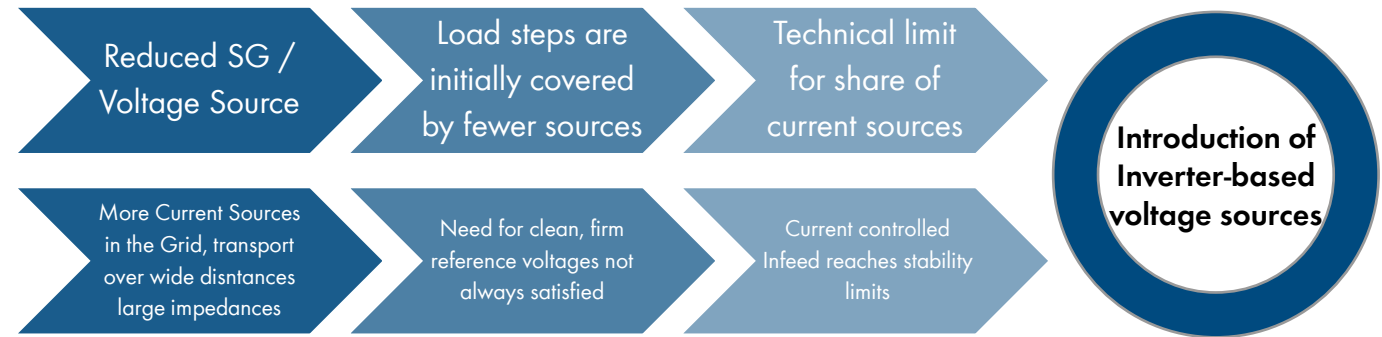 Reduced SG /
Voltage Source
Load steps are
initially covered
by fewer sources
Technical limit
for share of
current sources
More Current Sources
in the Grid, transport
over wide disntances
large impedances
Need for clean, firm
reference voltages not
always satisfied
Current controlled
Infeed reaches stability
limits
Introduction of
Inverter-based
voltage sources